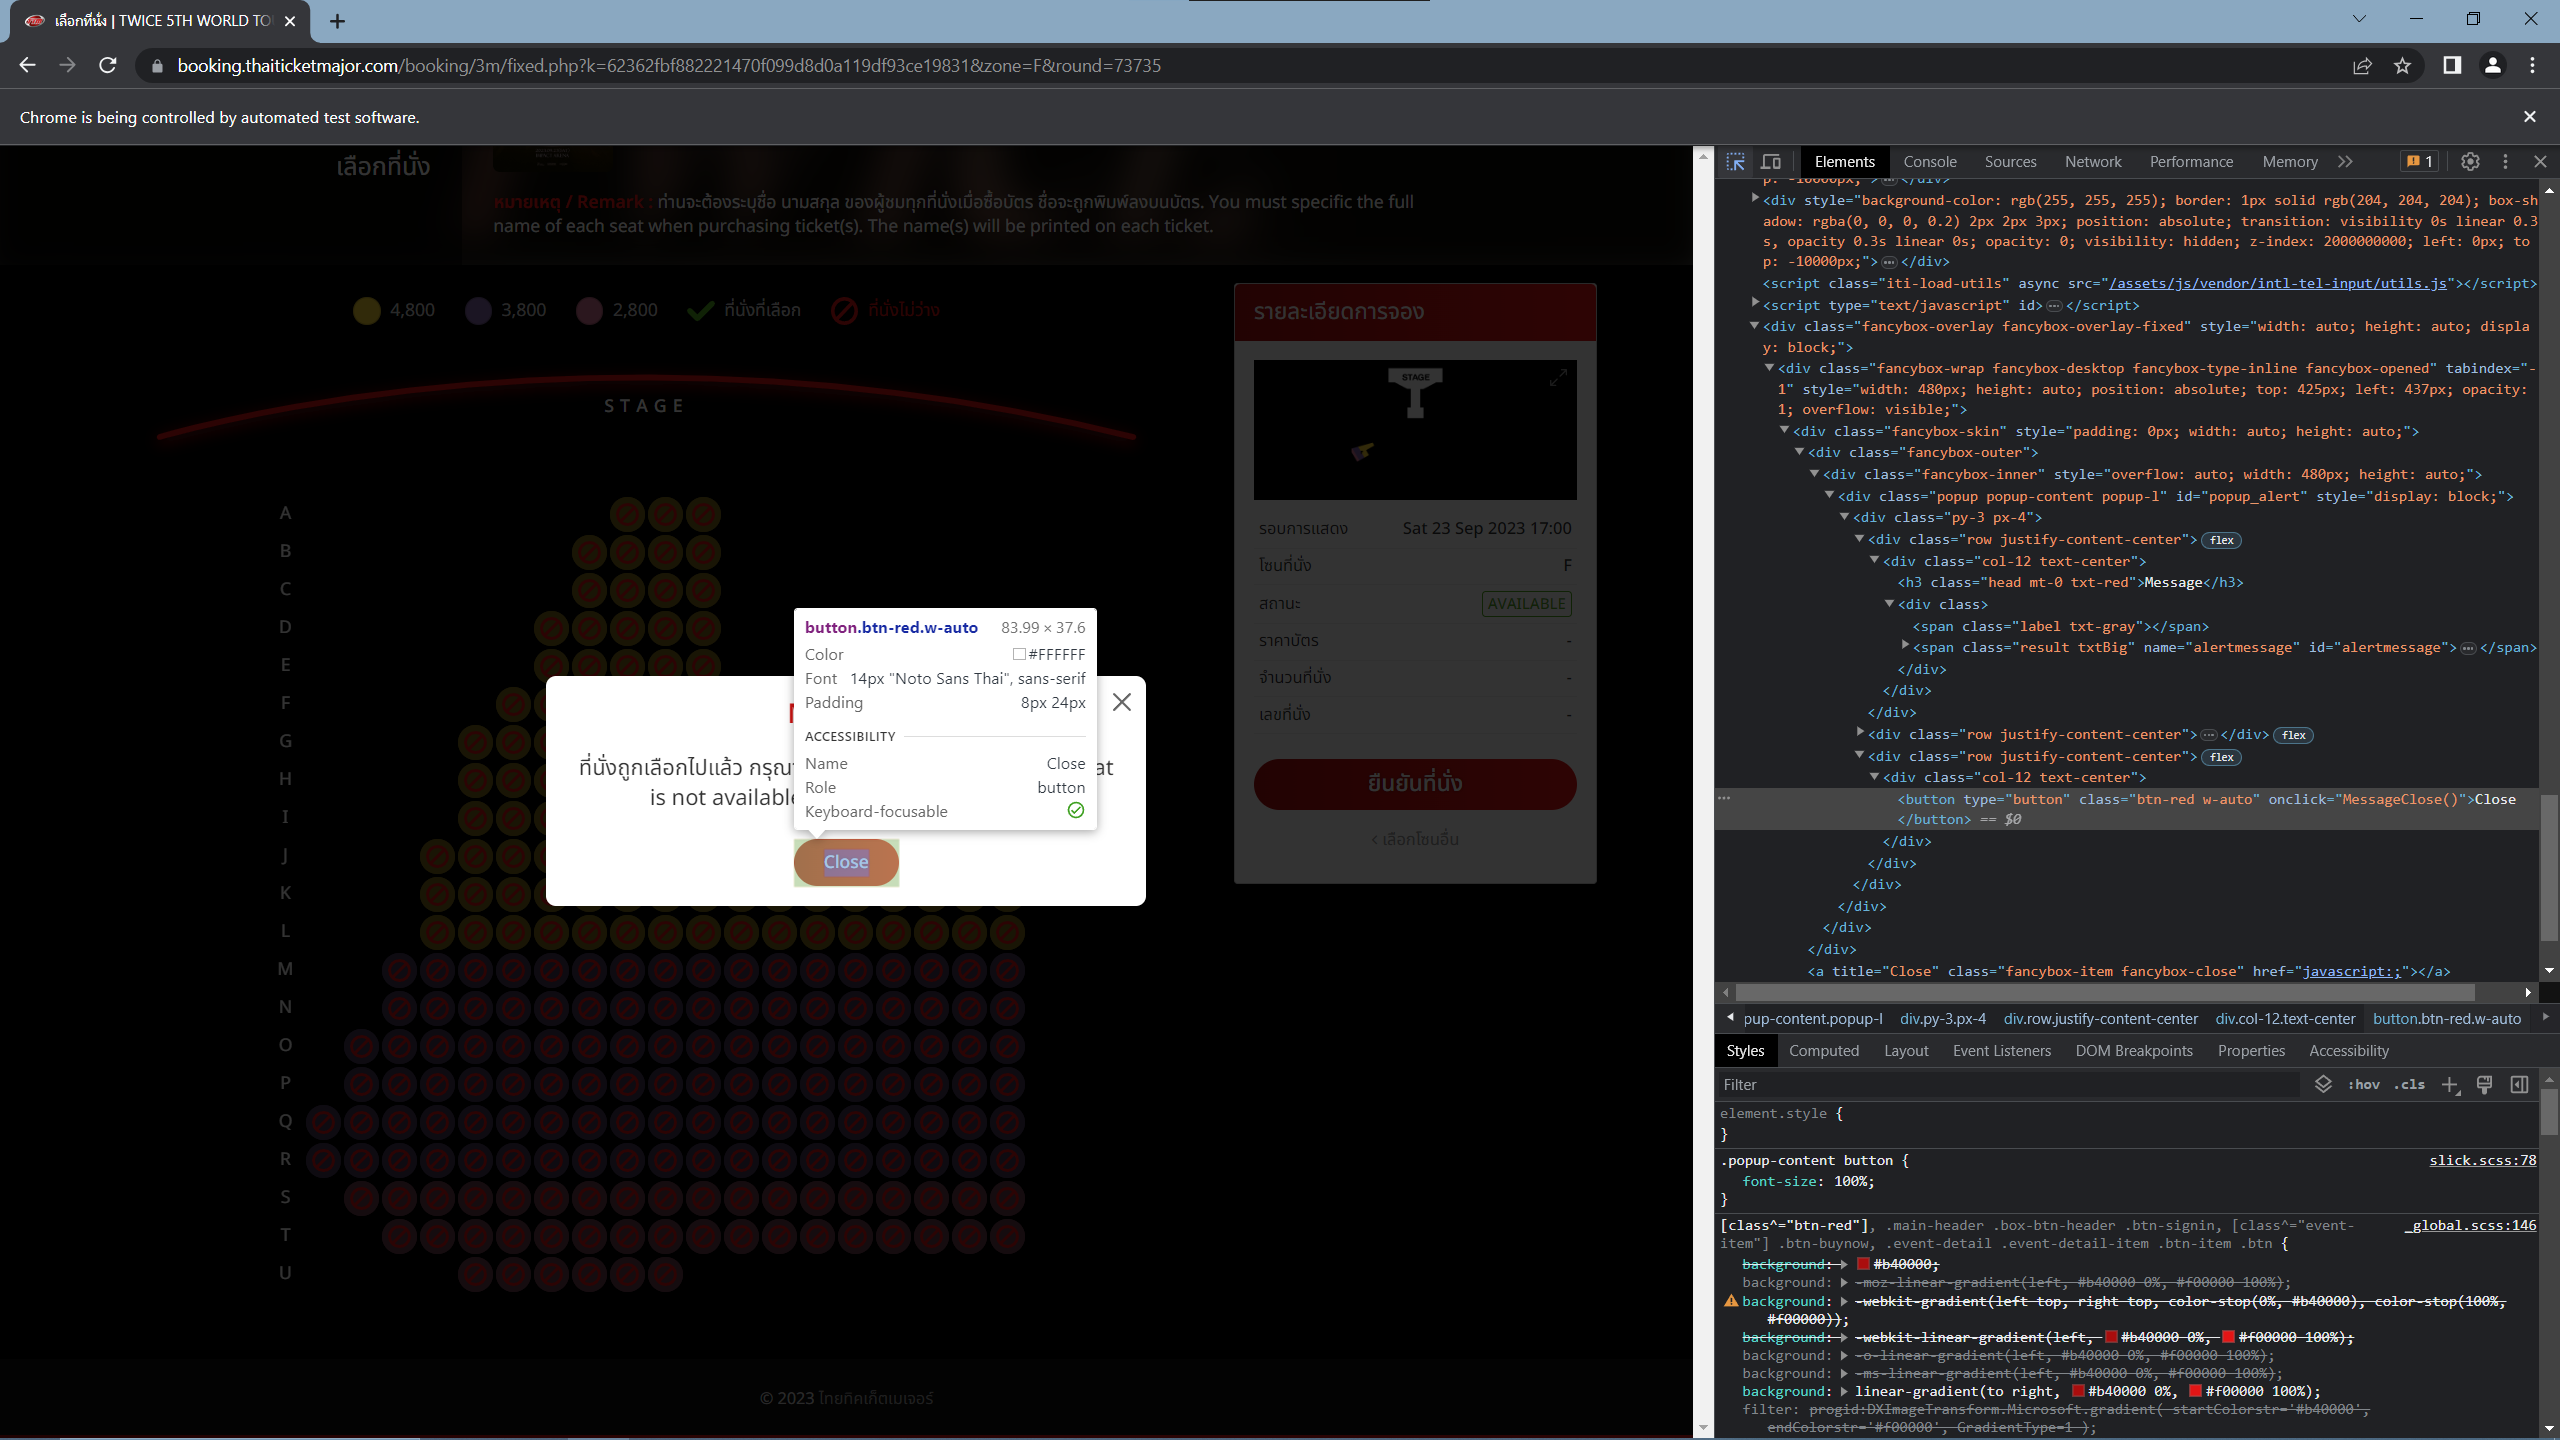 เลือกที่นั่ง | TWICE 5TH WORLD TO
booking.thaiticketmajor.com/booking/3m/fixed.php?k=62362fbf882221470f099d8d0a119df93ce19831&zone=F&round=73735
Chrome is being controlled by automated test software.
เลือกที่นั่ง
หมายเหตุ / Remark : ท่านจะต้องระบุชื่อ นามสกุล ของผู้ชมทุกที่นั่งเมื่อซื้อบัตร ชื่อจะถูกพิมพ์ลงบนบัตร. You must specific the full
name of each seat when purchasing ticket(s). The name(s) will be printed on each ticket.
4,800 3,800 2,800 ที่นั่งที่เลือก ที่นั่งไม่ว่าง
STAGE
A
B
C
D
E
F
G
H
I
J
K
L
M
N
O
P
Q
R
S
T
U
button.btn-red.w-auto 83.99 × 37.6
Color #FFFFFF
Font 14px "Noto Sans Thai", sans-serif
Padding 8px 24px
ACCESSIBILITY
Name Close
Role button
Keyboard-focusable
ที่นั่งถูกเลือกไปแล้ว at
is not available
Close
รายละเอียดการจอง
STAGE
รอบการแสดง Sat 23 Sep 2023 17:00
โซนที่นั่ง F
สถานะ AVAILABLE
ราคาบัตร -
จำนวนที่นั่ง -
เลขที่นั่ง -
ยืนยันที่นั่ง
< เลือกโซนอื่น
© 2023 ไทยทิคเก็ตเมเจอร์
Elements Console Sources Network Performance Memory 1
p: -10000px;"> … </div>
<div style="background-color: rgb(255, 255, 255); border: 1px solid rgb(204, 204, 204); box-sh
adow: rgba(0, 0, 0, 0.2) 2px 2px 3px; position: absolute; transition: visibility 0s linear 0.3
s, opacity 0.3s linear 0s; opacity: 0; visibility: hidden; z-index: 2000000000; left: 0px; to
p: -10000px;"> … </div>
<script class="iti-load-utils" async src="/assets/js/vendor/intl-tel-input/utils.js"></script>
<script type="text/javascript" id> … </script>
<div class="fancybox-overlay fancybox-overlay-fixed" style="width: auto; height: auto; displa
y: block;">
<div class="fancybox-wrap fancybox-desktop fancybox-type-inline fancybox-opened" tabindex="-
1" style="width: 480px; height: auto; position: absolute; top: 425px; left: 437px; opacity:
1; overflow: visible;">
<div class="fancybox-skin" style="padding: 0px; width: auto; height: auto;">
<div class="fancybox-outer">
<div class="fancybox-inner" style="overflow: auto; width: 480px; height: auto;">
<div class="popup popup-content popup-l" id="popup_alert" style="display: block;">
<div class="py-3 px-4">
<div class="row justify-content-center"> flex
<div class="col-12 text-center">
<h3 class="head mt-0 txt-red">Message</h3>
<div class>
<span class="label txt-gray"></span>
<span class="result txtBig" name="alertmessage" id="alertmessage"> … </span>
</div>
</div>
</div>
<div class="row justify-content-center"> … </div> flex
<div class="row justify-content-center"> flex
<div class="col-12 text-center">
<button type="button" class="btn-red w-auto" onclick="MessageClose()">Close
</button> == $0
</div>
</div>
</div>
</div>
</div>
</div>
<a title="Close" class="fancybox-item fancybox-close" href="javascript:;"></a>
pup-content.popup-l div.py-3.px-4 div.row.justify-content-center div.col-12.text-center button.btn-red.w-auto
Styles Computed Layout Event Listeners DOM Breakpoints Properties Accessibility
Filter :hov .cls
element.style {
}
.popup-content button { slick.scss:78
font-size: 100%;
}
[class^="btn-red"], .main-header .box-btn-header .btn-signin, [class^="event- _global.scss:146
item"] .btn-buynow, .event-detail .event-detail-item .btn-item .btn {
background: #b40000;
background: -moz-linear-gradient(left, #b40000 0%, #f00000 100%);
background: -webkit-gradient(left top, right top, color-stop(0%, #b40000), color-stop(100%,
#f00000));
background: -webkit-linear-gradient(left, #b40000 0%, #f00000 100%);
background: -o-linear-gradient(left, #b40000 0%, #f00000 100%);
background: -ms-linear-gradient(left, #b40000 0%, #f00000 100%);
background: linear-gradient(to right, #b40000 0%, #f00000 100%);
filter: progid:DXImageTransform.Microsoft.gradient( startColorstr='#b40000',
endColorstr='#f00000', GradientType=1 );